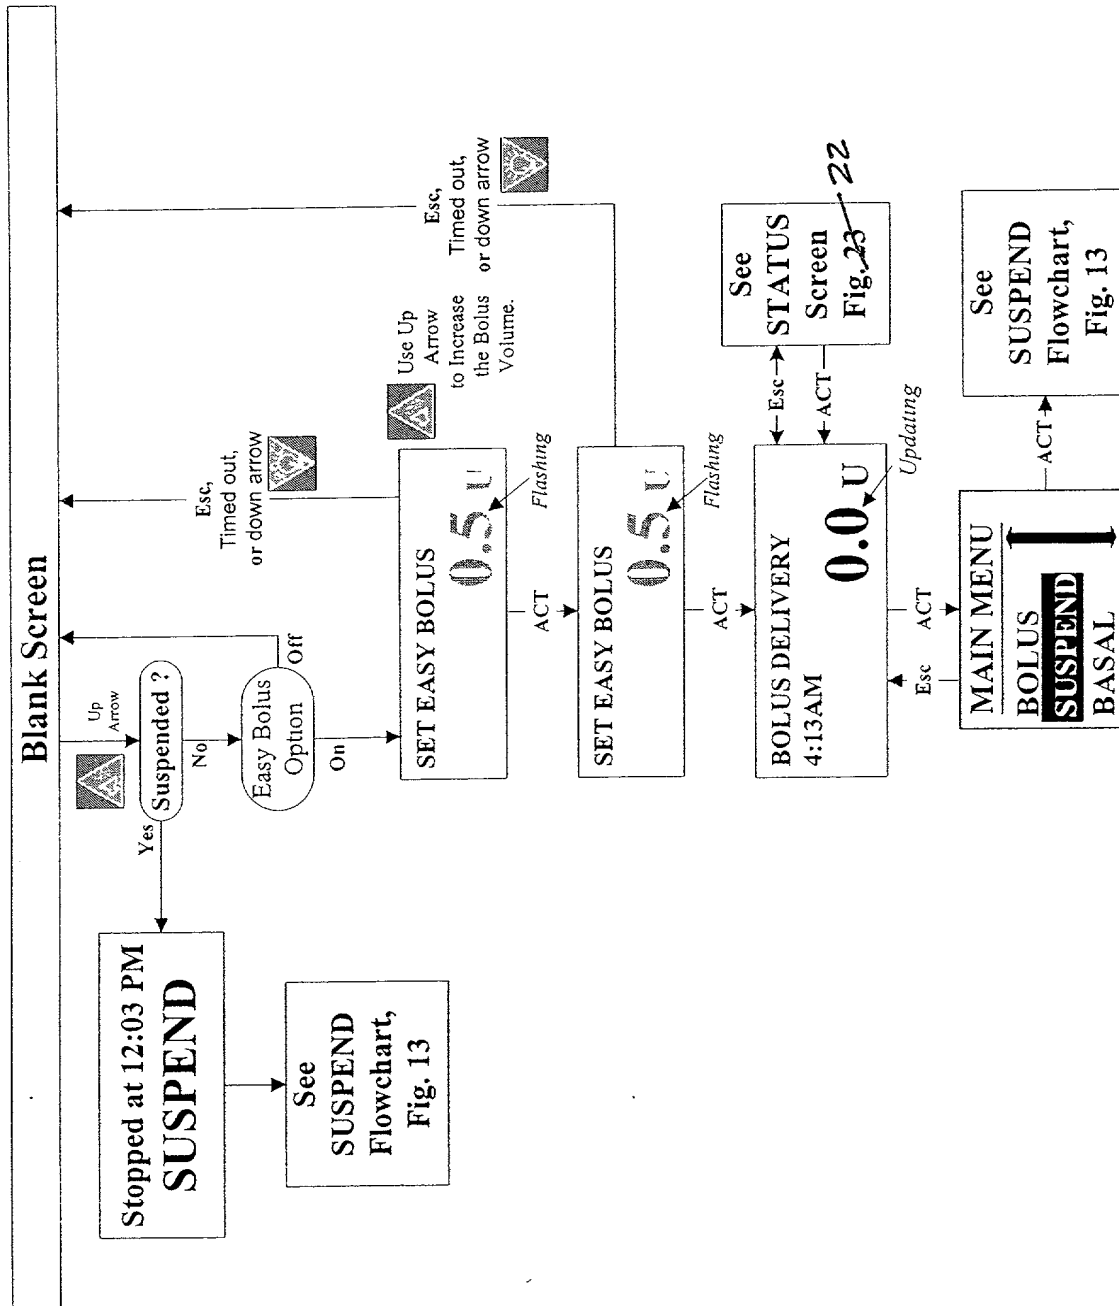 Blank Screen
Up
Arrow
Suspended ?
Yes
No
Stopped at 12:03 PM
SUSPEND
See
SUSPEND
Flowchart,
Fig. 13
Easy Bolus
Option
Off
On
Esc,
Timed out,
or down arrow
SET EASY BOLUS
0.5 U
Flashing
Use Up
Arrow
to Increase
the Bolus
Volume.
ACT
Esc,
Timed out,
or down arrow
SET EASY BOLUS
0.5 U
Flashing
ACT
BOLUS DELIVERY
4:13AM
0.0 U
Updating
Esc
ACT
See
STATUS
Screen
Fig. 23 22
Esc
ACT
MAIN MENU
BOLUS
SUSPEND
BASAL
ACT
See
SUSPEND
Flowchart,
Fig. 13